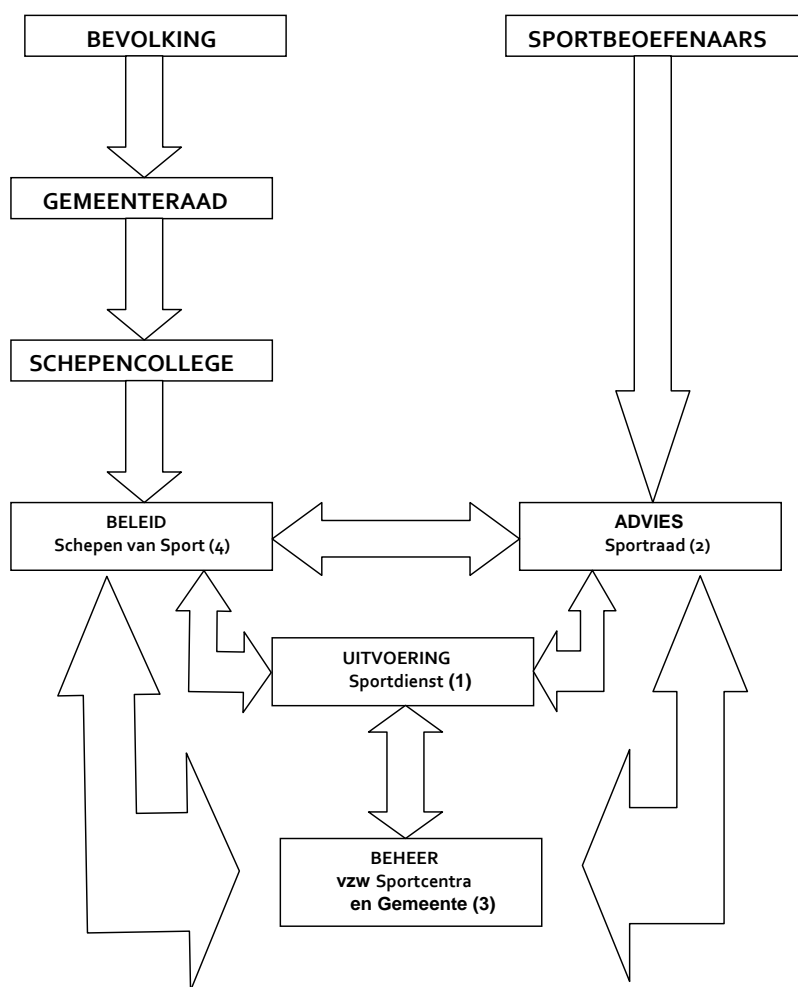 BEVOLKING
SPORTBEOEFENAARS
GEMEENTERAAD
SCHEPENCOLLEGE
BELEID
Schepen van Sport (4)
ADVIES
Sportraad (2)
UITVOERING
Sportdienst (1)
BEHEER
vzw Sportcentra
en Gemeente (3)